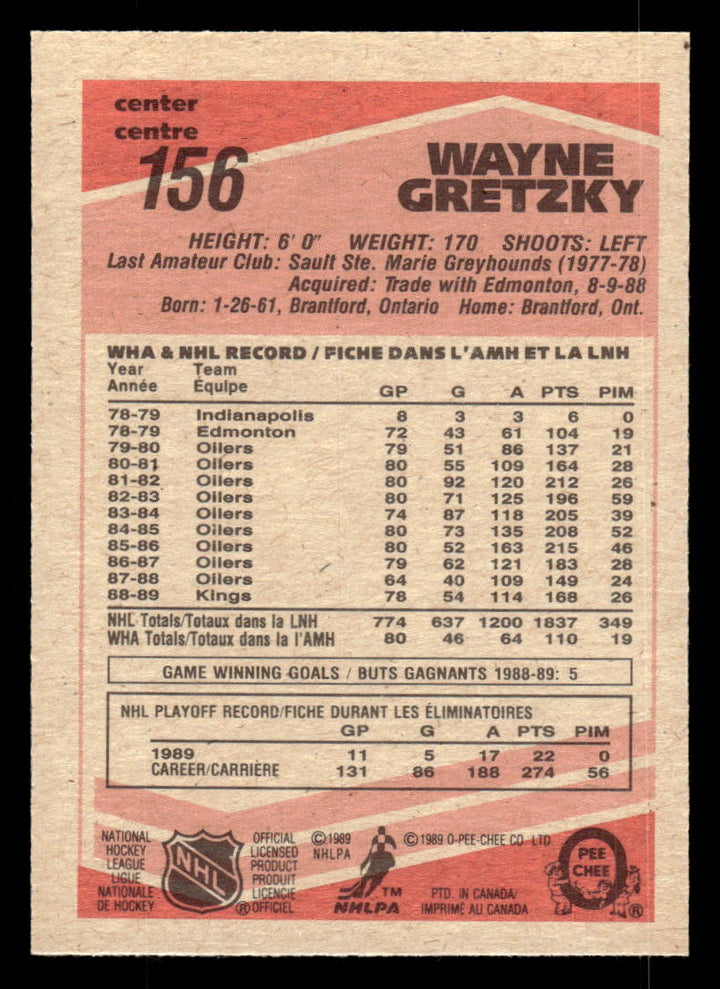 center
centre
156
WAYNE
GRETZKY
HEIGHT: 6' 0" WEIGHT: 170 SHOOTS: LEFT
Last Amateur Club: Sault Ste. Marie Greyhounds (1977-78)
Acquired: Trade with Edmonton, 8-9-88
Born: 1-26-61, Brantford, Ontario Home: Brantford, Ont.
WHA & NHL RECORD / FICHE DANS L'AMH ET LA LNH
Year Team
Année Équipe GP G A PTS PIM
78-79 Indianapolis 8 3 3 6 0
78-79 Edmonton 72 43 61 104 19
79-80 Oilers 79 51 86 137 21
80-81 Oilers 80 55 109 164 28
81-82 Oilers 80 92 120 212 26
82-83 Oilers 80 71 125 196 59
83-84 Oilers 74 87 118 205 39
84-85 Oilers 80 73 135 208 52
85-86 Oilers 80 52 163 215 46
86-87 Oilers 79 62 121 183 28
87-88 Oilers 64 40 109 149 24
88-89 Kings 78 54 114 168 26
NHL Totals/Totaux dans la LNH 774 637 1200 1837 349
WHA Totals/Totaux dans la l'AMH 80 46 64 110 19
GAME WINNING GOALS / BUTS GAGNANTS 1988-89: 5
NHL PLAYOFF RECORD/FICHE DURANT LES ÉLIMINATOIRES
GP G A PTS PIM
1989 11 5 17 22 0
CAREER/CARRIÈRE 131 86 188 274 56
NATIONAL
HOCKEY
LEAGUE
LIGUE
NATIONALE
DE HOCKEY
NHL
®
OFFICIAL
LICENSED
PRODUCT
PRODUIT
LICENCIE
OFFICIEL
© 1989
NHLPA
TM
NHLPA
© 1989 O-PEE-CHEE CO. LTD
PTD. IN CANADA/
IMPRIMÉ AU CANADA
O
PEE
CHEE
®